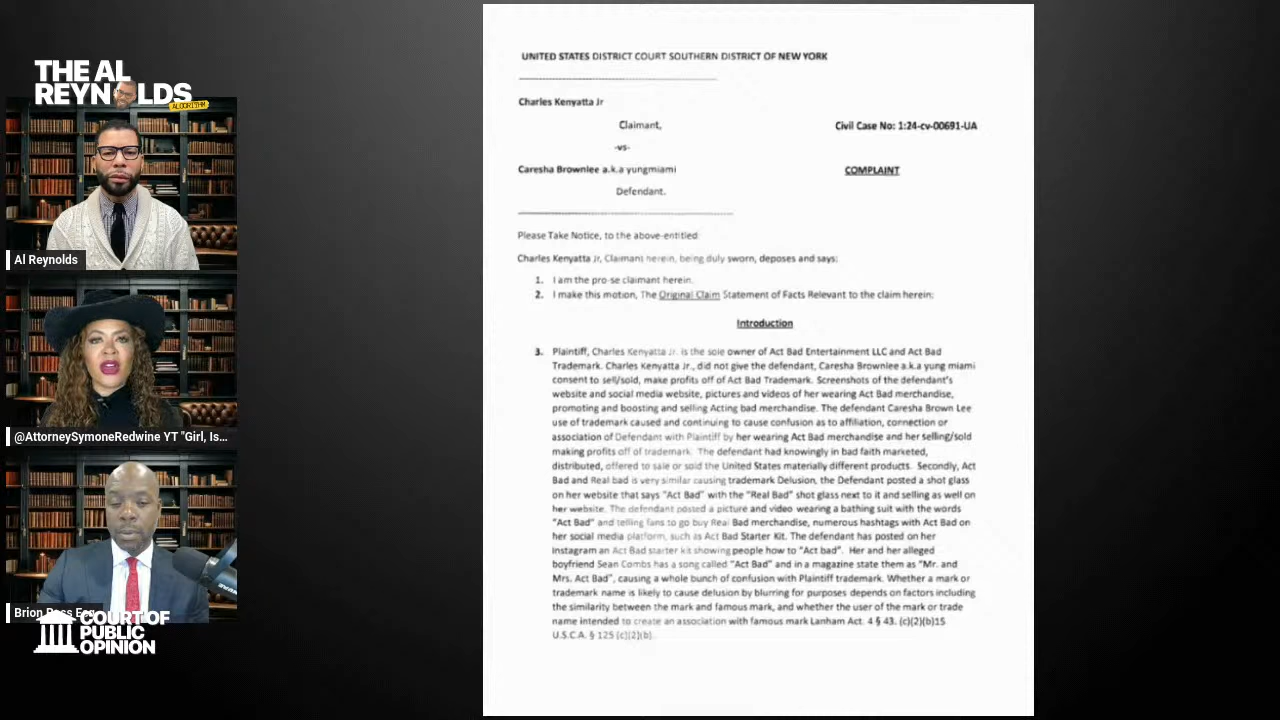 THE AL
REYNOLDS
ALGORITHM
Al Reynolds
@AttorneySymoneRedwine YT "Girl, Is...
Brion Ross Esq
COURT OF
PUBLIC
OPINION
UNITED STATES DISTRICT COURT SOUTHERN DISTRICT OF NEW YORK
Charles Kenyatta Jr
Claimant,
Civil Case No: 1:24-cv-00691-UA
-vs-
Caresha Brownlee a.k.a yungmiami
COMPLAINT
Defendant.
Please Take Notice, to the above-entitled:
Charles Kenyatta Jr, Claimant herein, being duly sworn, deposes and says:
1. I am the pro-se claimant herein.
2. I make this motion, The Original Claim Statement of Facts Relevant to the claim herein:
Introduction
3. Plaintiff, Charles Kenyatta Jr. is the sole owner of Act Bad Entertainment LLC and Act Bad
Trademark. Charles Kenyatta Jr., did not give the defendant, Caresha Brownlee a.k.a yung miami
consent to sell/sold, make profits off of Act Bad Trademark. Screenshots of the defendant's
website and social media website, pictures and videos of her wearing Act Bad merchandise,
promoting and boosting and selling Acting bad merchandise. The defendant Caresha Brown Lee
use of trademark caused and continuing to cause confusion as to affiliation, connection or
association of Defendant with Plaintiff by her wearing Act Bad merchandise and her selling/sold
making profits off of trademark. The defendant had knowingly in bad faith marketed,
distributed, offered to sale or sold the United States materially different products. Secondly, Act
Bad and Real bad is very similar causing trademark Delusion, the Defendant posted a shot glass
on her website that says "Act Bad" with the "Real Bad" shot glass next to it and selling as well on
her website. The defendant posted a picture and video wearing a bathing suit with the words
"Act Bad" and telling fans to go buy Real Bad merchandise, numerous hashtags with Act Bad on
her social media platform, such as Act Bad Starter Kit. The defendant has posted on her
Instagram an Act Bad starter kit showing people how to "Act bad". Her and her alleged
boyfriend Sean Combs has a song called "Act Bad" and in a magazine state them as "Mr. and
Mrs. Act Bad", causing a whole bunch of confusion with Plaintiff trademark. Whether a mark or
trademark name is likely to cause delusion by blurring for purposes depends on factors including
the similarity between the mark and famous mark, and whether the user of the mark or trade
name intended to create an association with famous mark Lanham Act. 4 § 43. (c)(2)(b)15
U.S.C.A. § 125 (c)(2)(b).